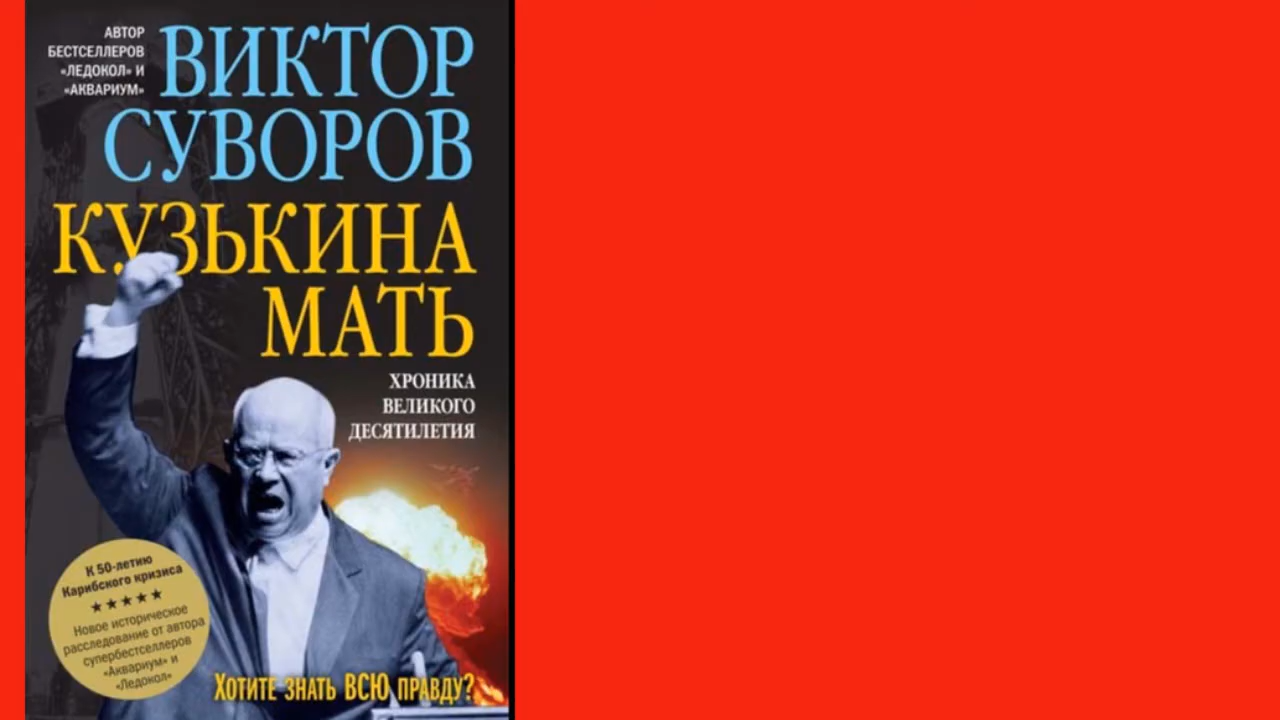 АВТОР
БЕСТСЕЛЛЕРОВ
«ЛЕДОКОЛ» И
«АКВАРИУМ»
ВИКТОР
СУВОРОВ
КУЗЬКИНА
МАТЬ
ХРОНИКА
ВЕЛИКОГО
ДЕСЯТИЛЕТИЯ
К 50-летию
Карибского кризиса
★★★★★
Новое историческое
расследование от автора
супербестселлеров
«Аквариум» и
«Ледокол»
ХОТИТЕ ЗНАТЬ ВСЮ ПРАВДУ?